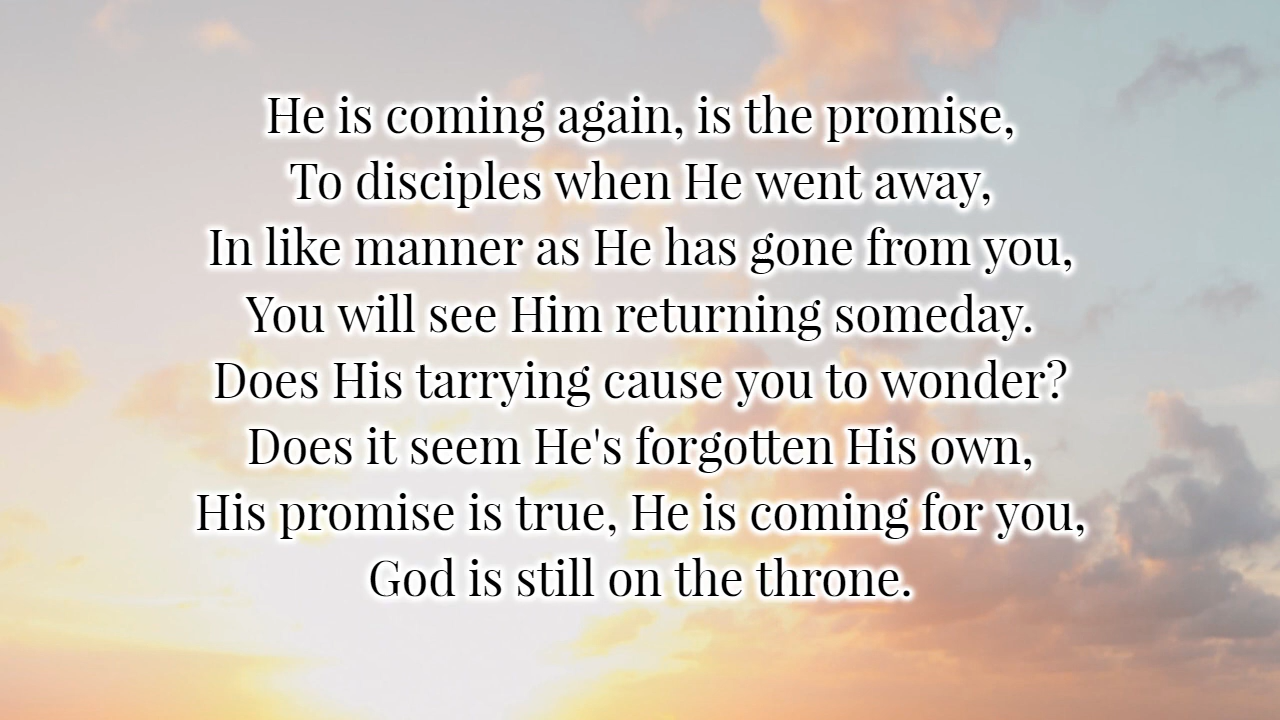 He is coming again, is the promise,
To disciples when He went away,
In like manner as He has gone from you,
You will see Him returning someday.
Does His tarrying cause you to wonder?
Does it seem He's forgotten His own,
His promise is true, He is coming for you,
God is still on the throne.